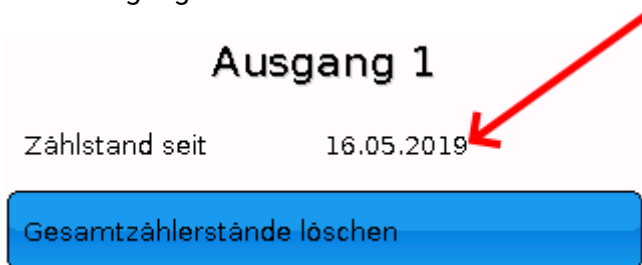 Ausgang 1
Zählstand seit 16.05.2019
Gesamtzählerstände löschen